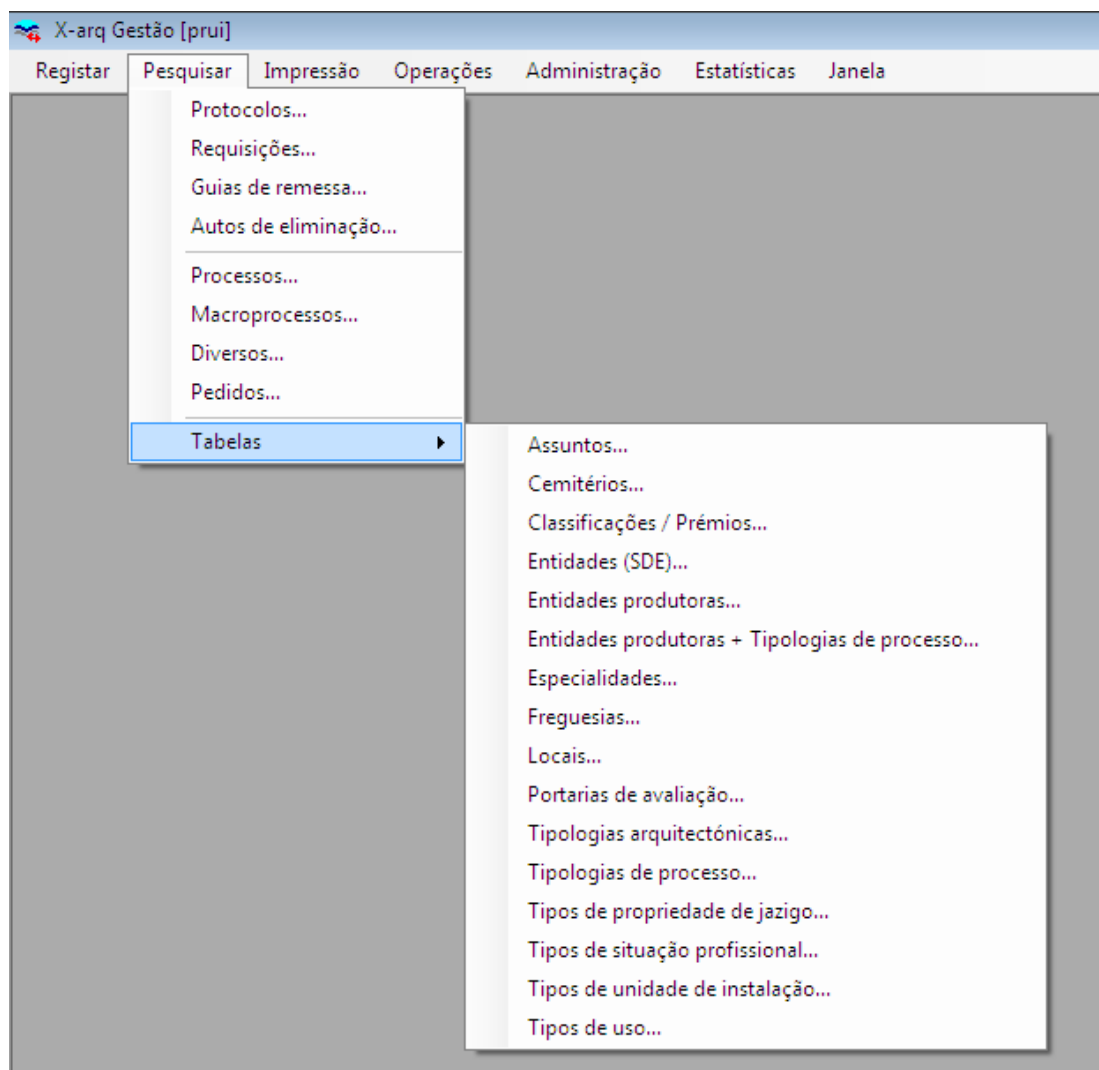 X-arq Gestão [prui]
Registar Pesquisar Impressão Operações Administração Estatísticas Janela
Protocolos...
Requisições...
Guias de remessa...
Autos de eliminação...
Processos...
Macroprocessos...
Diversos...
Pedidos...
Tabelas
Assuntos...
Cemitérios...
Classificações / Prémios...
Entidades (SDE)...
Entidades produtoras...
Entidades produtoras + Tipologias de processo...
Especialidades...
Freguesias...
Locais...
Portarias de avaliação...
Tipologias arquitectónicas...
Tipologias de processo...
Tipos de propriedade de jazigo...
Tipos de situação profissional...
Tipos de unidade de instalação...
Tipos de uso...